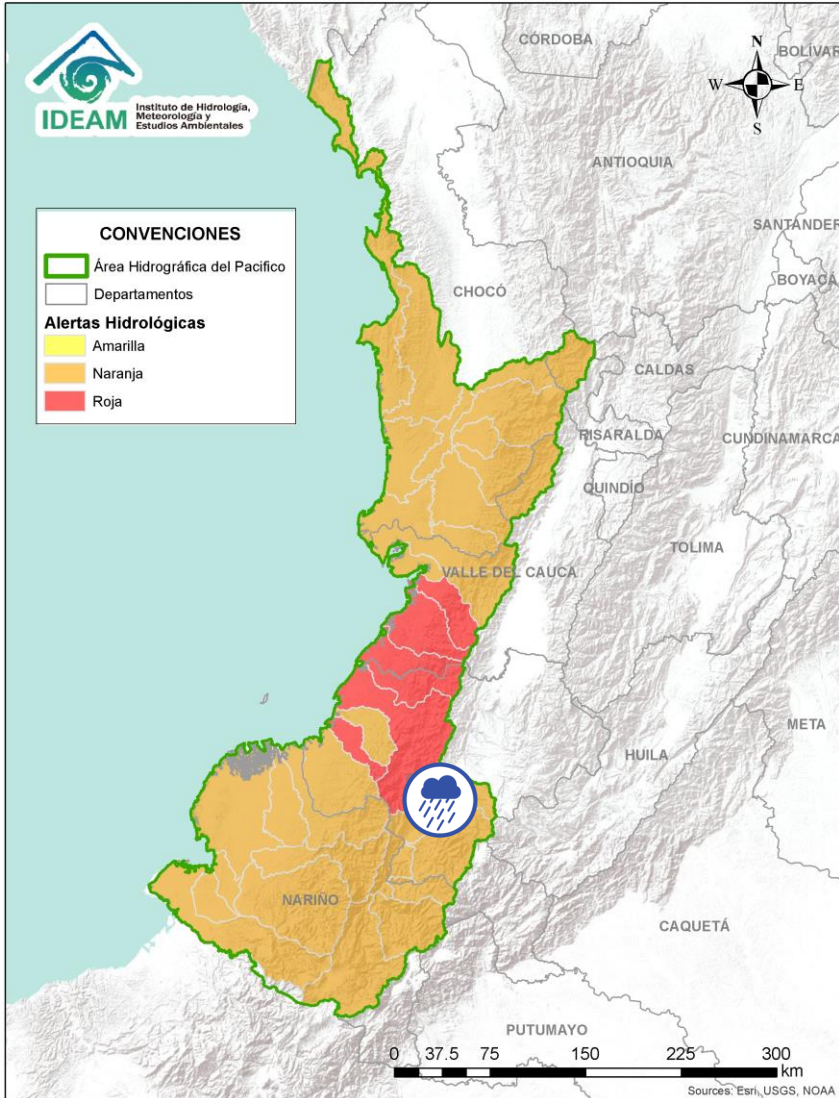 IDEAM
Instituto de Hidrología,
Meteorología y
Estudios Ambientales
CÓRDOBA
BOLÍVAR
N
W
E
S
ANTIOQUIA
SANTANDER
BOYACÁ
CONVENCIONES
Área Hidrográfica del Pacifico
Departamentos
Alertas Hidrológicas
Amarilla
Naranja
Roja
CHOCÓ
CALDAS
RISARALDA
CUNDINAMARCA
QUINDÍO
TOLIMA
VALLE DEL CAUCA
META
HUILA
NARIÑO
CAQUETÁ
PUTUMAYO
0 37.5 75 150 225 300
km
Sources: Esri, USGS, NOAA